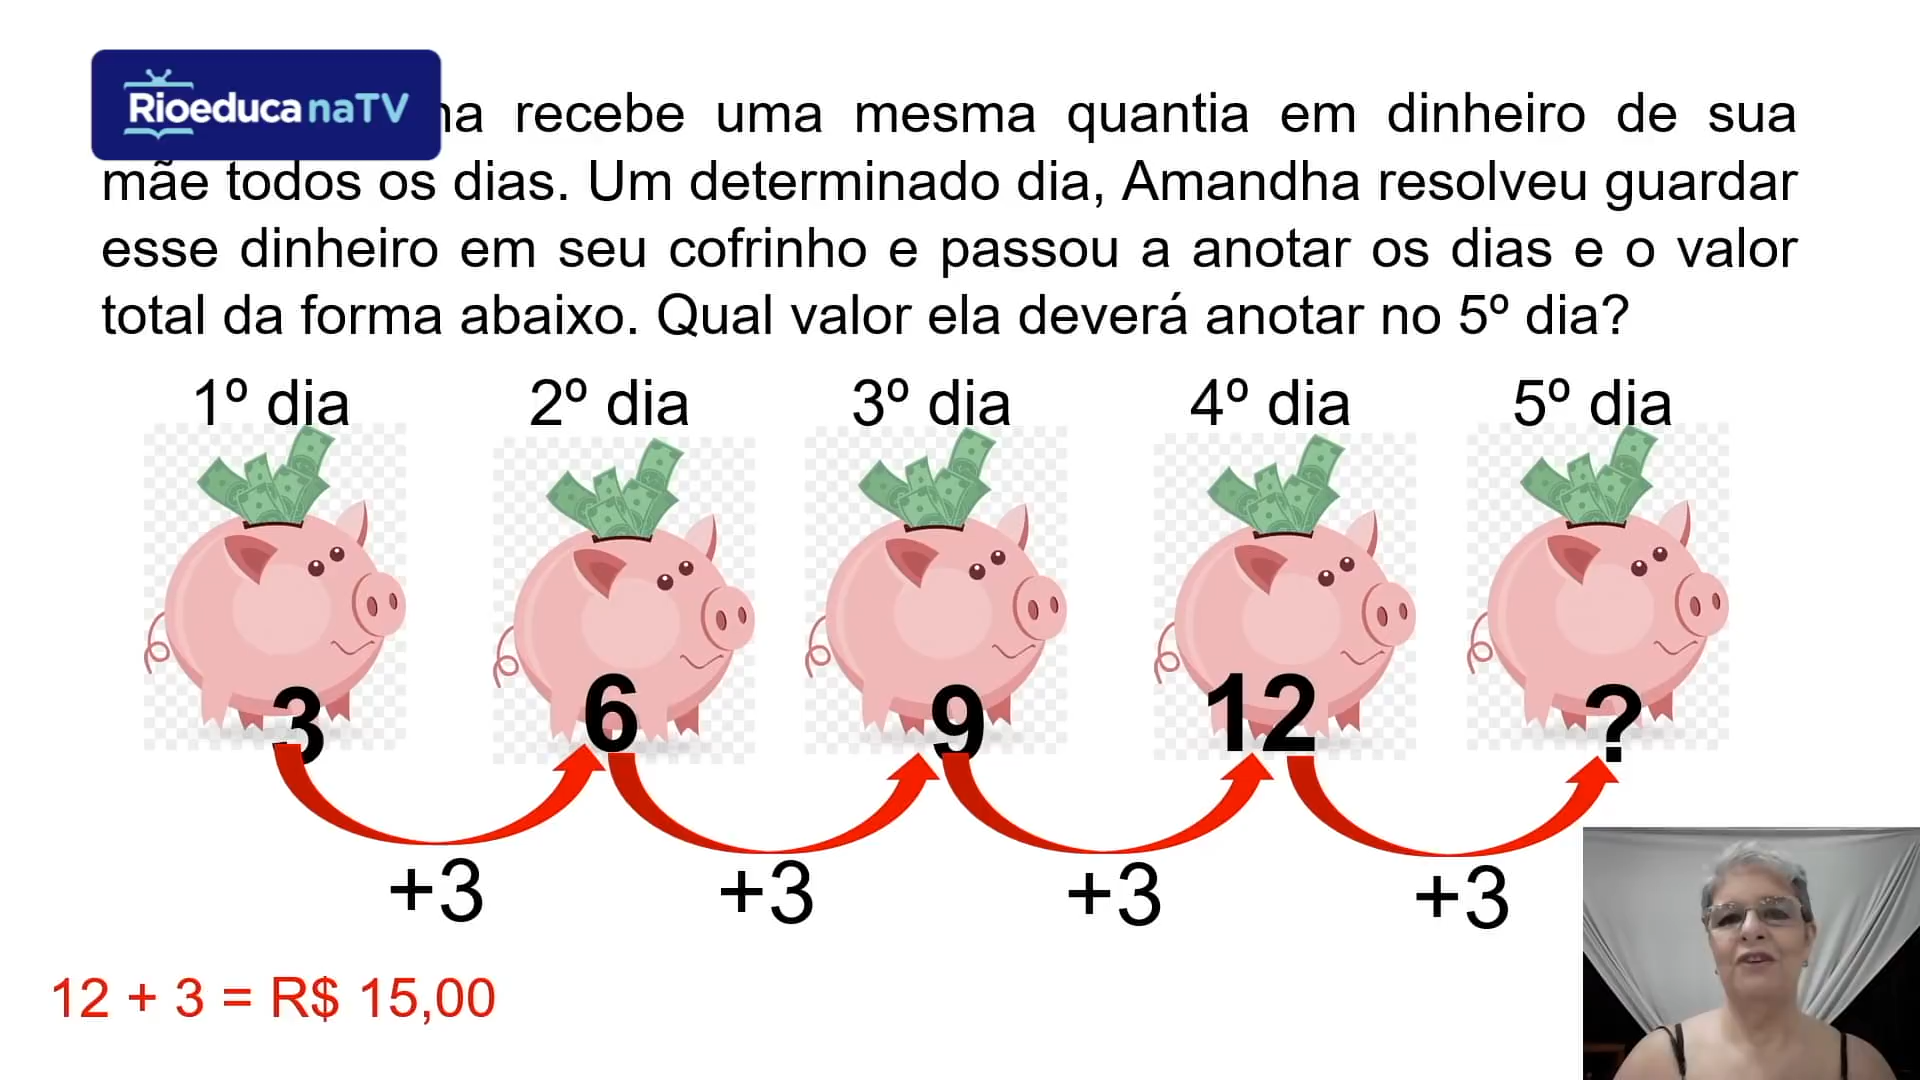 Rioeduca naTV
recebe uma mesma quantia em dinheiro de sua
mãe todos os dias. Um determinado dia, Amandha resolveu guardar
esse dinheiro em seu cofrinho e passou a anotar os dias e o valor
total da forma abaixo. Qual valor ela deverá anotar no 5º dia?
1º dia 2º dia 3º dia 4º dia 5º dia
3 6 9 12 ?
+3 +3 +3 +3
12 + 3 = R$ 15,00